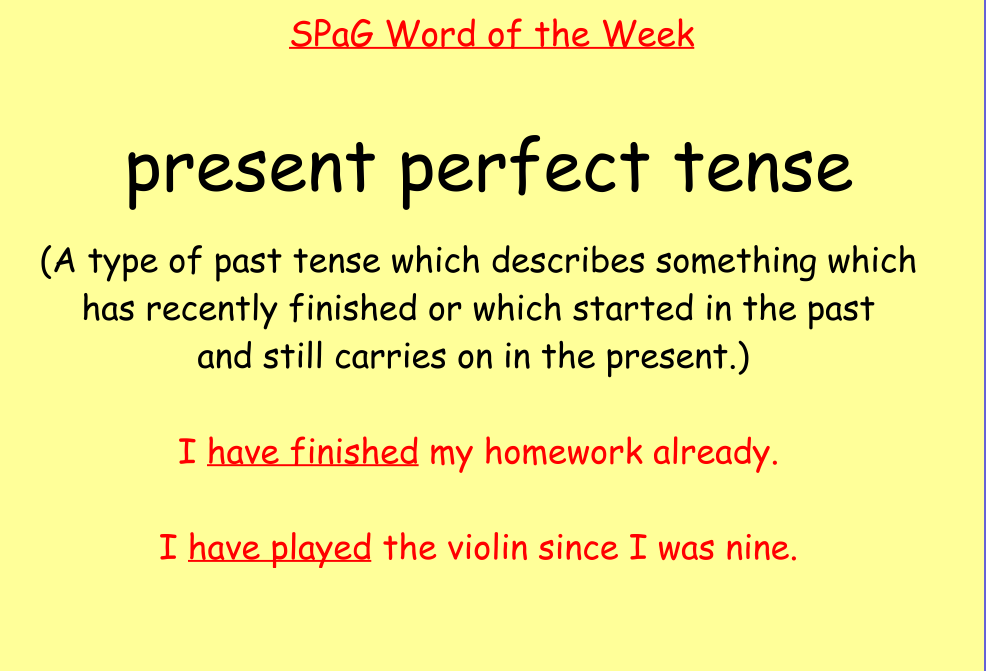 SPaG Word of the Week
present perfect tense
(A type of past tense which describes something which
has recently finished or which started in the past
and still carries on in the present.)
I have finished my homework already.
I have played the violin since I was nine.